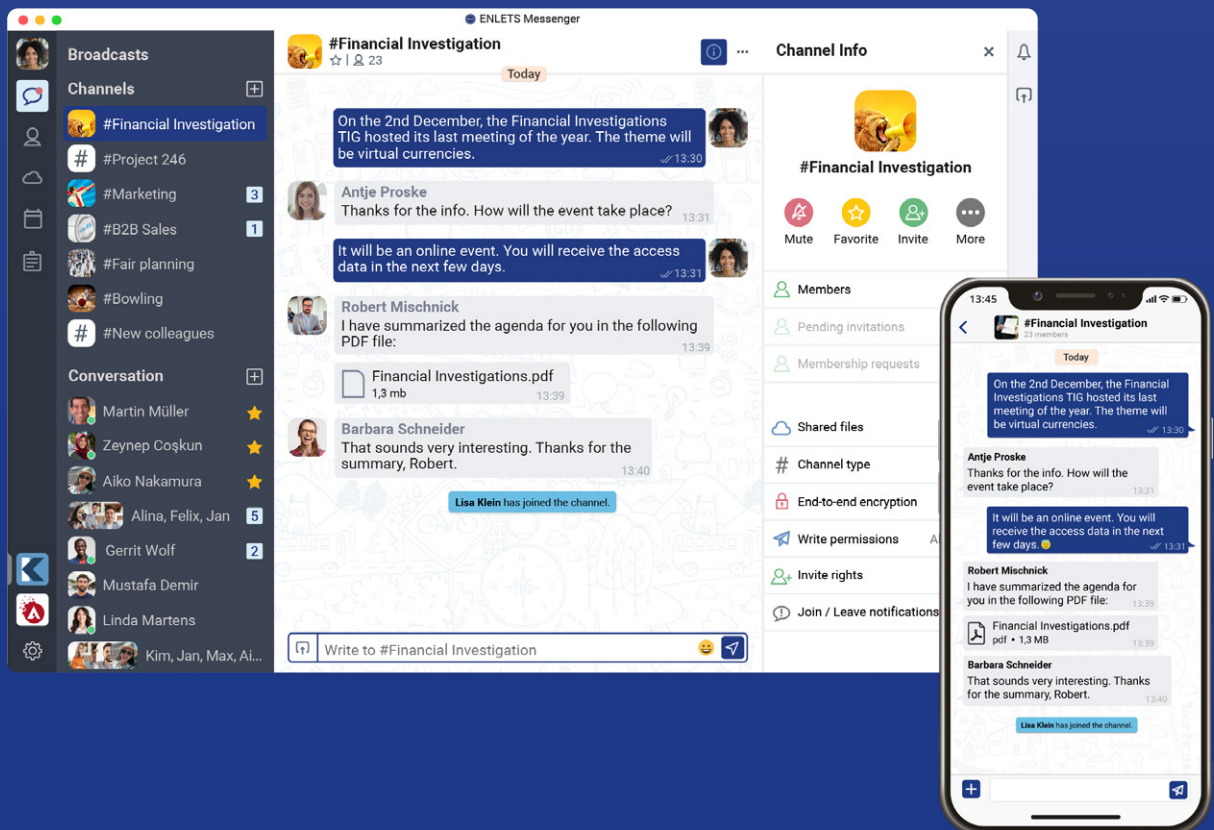 ENLETS Messenger
Broadcasts
Channels
#Financial Investigation
# #Project 246
#Marketing 3
#B2B Sales 1
#Fair planning
#Bowling
# #New colleagues
Conversation
Martin Müller
Zeynep Coşkun
Aiko Nakamura
Alina, Felix, Jan 5
Gerrit Wolf 2
Mustafa Demir
Linda Martens
Kim, Jan, Max, Ai...
#Financial Investigation
23
Today
On the 2nd December, the Financial Investigations
TIG hosted its last meeting of the year. The theme will
be virtual currencies.
13:30
Antje Proske
Thanks for the info. How will the event take place?
13:31
It will be an online event. You will receive the access
data in the next few days.
13:31
Robert Mischnick
I have summarized the agenda for you in the following
PDF file:
13:39
Financial Investigations.pdf
1,3 mb
13:39
Barbara Schneider
That sounds very interesting. Thanks for the
summary, Robert.
13:40
Lisa Klein has joined the channel.
Write to #Financial Investigation
Channel Info
#Financial Investigation
Mute Favorite Invite More
Members
Pending invitations
Membership requests
Shared files
# Channel type
End-to-end encryption
Write permissions
Invite rights
Join / Leave notifications
13:45
#Financial Investigation
23 members
Today
On the 2nd December, the Financial
Investigations TIG hosted its last
meeting of the year. The theme will
be virtual currencies.
13:30
Antje Proske
Thanks for the info. How will the
event take place?
13:31
It will be an online event. You will
receive the access data in the next
few days.😇
13:31
Robert Mischnick
I have summarized the agenda for
you in the following PDF file:
13:39
Financial Investigations.pdf
pdf • 1,3 MB
13:39
Barbara Schneider
That sounds very interesting. Thanks
for the summary, Robert.
13:40
Lisa Klein has joined the channel.